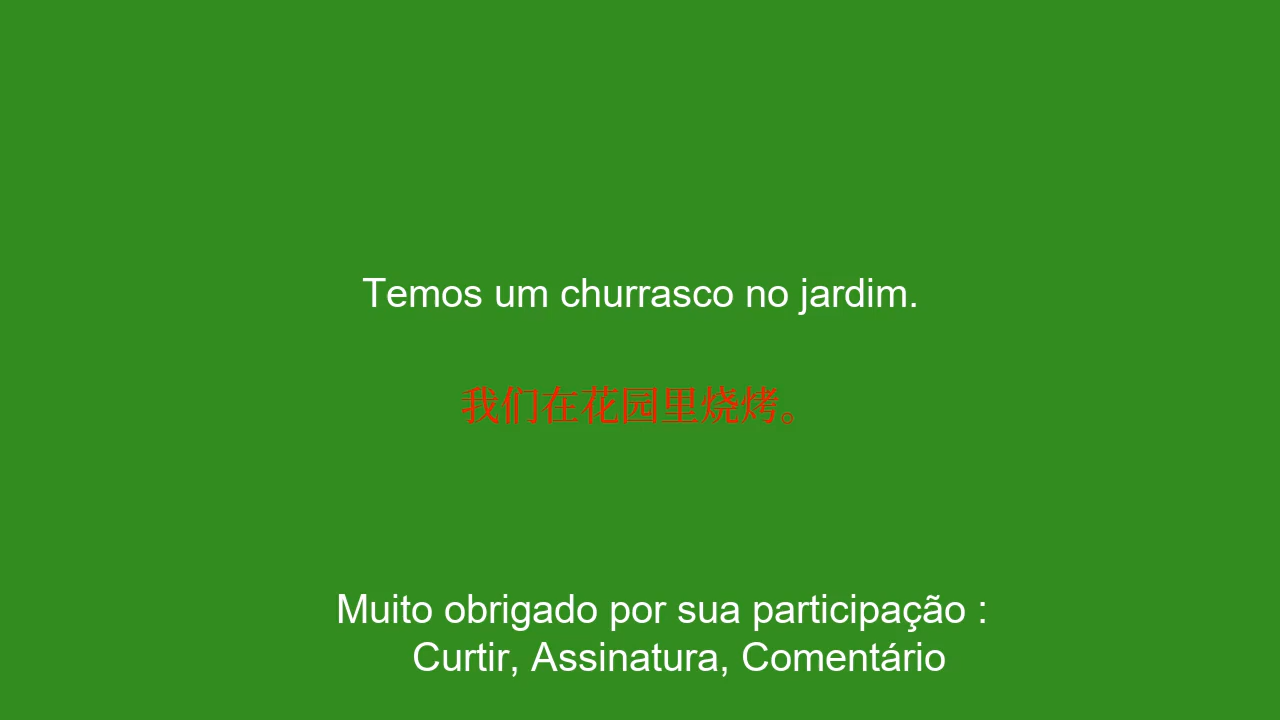 Temos um churrasco no jardim.
我们在花园里烧烤。
Muito obrigado por sua participação :
Curtir, Assinatura, Comentário